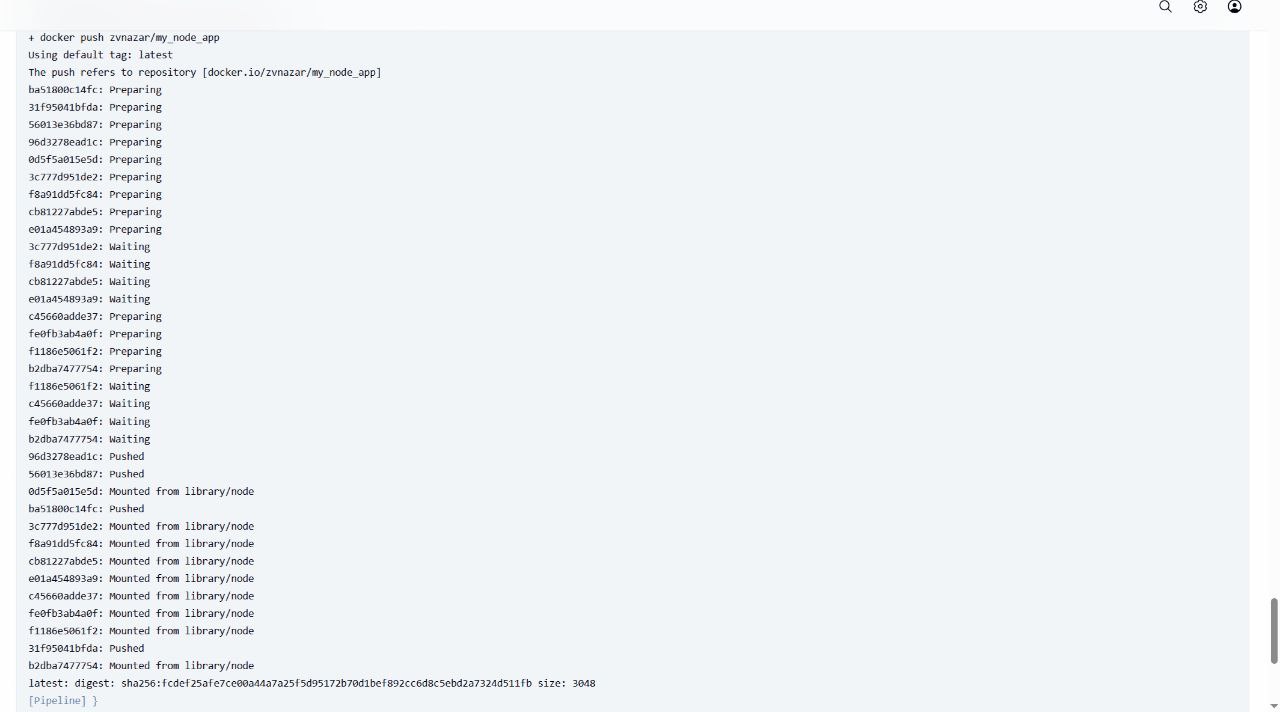 + docker push zvnazar/my_node_app
Using default tag: latest
The push refers to repository [docker.io/zvnazar/my_node_app]
ba51800c14fc: Preparing
31f95041bfda: Preparing
56013e36bd87: Preparing
96d3278ead1c: Preparing
0d5f5a015e5d: Preparing
3c777d951de2: Preparing
f8a91dd5fc84: Preparing
cb81227abde5: Preparing
e01a454893a9: Preparing
3c777d951de2: Waiting
f8a91dd5fc84: Waiting
cb81227abde5: Waiting
e01a454893a9: Waiting
c45660adde37: Preparing
fe0fb3ab4a0f: Preparing
f1186e5061f2: Preparing
b2dba7477754: Preparing
f1186e5061f2: Waiting
c45660adde37: Waiting
fe0fb3ab4a0f: Waiting
b2dba7477754: Waiting
96d3278ead1c: Pushed
56013e36bd87: Pushed
0d5f5a015e5d: Mounted from library/node
ba51800c14fc: Pushed
3c777d951de2: Mounted from library/node
f8a91dd5fc84: Mounted from library/node
cb81227abde5: Mounted from library/node
e01a454893a9: Mounted from library/node
c45660adde37: Mounted from library/node
fe0fb3ab4a0f: Mounted from library/node
f1186e5061f2: Mounted from library/node
31f95041bfda: Pushed
b2dba7477754: Mounted from library/node
latest: digest: sha256:fcdef25afe7ce00a44a7a25f5d95172b70d1bef892cc6d8c5ebd2a7324d511fb size: 3048
[Pipeline] }